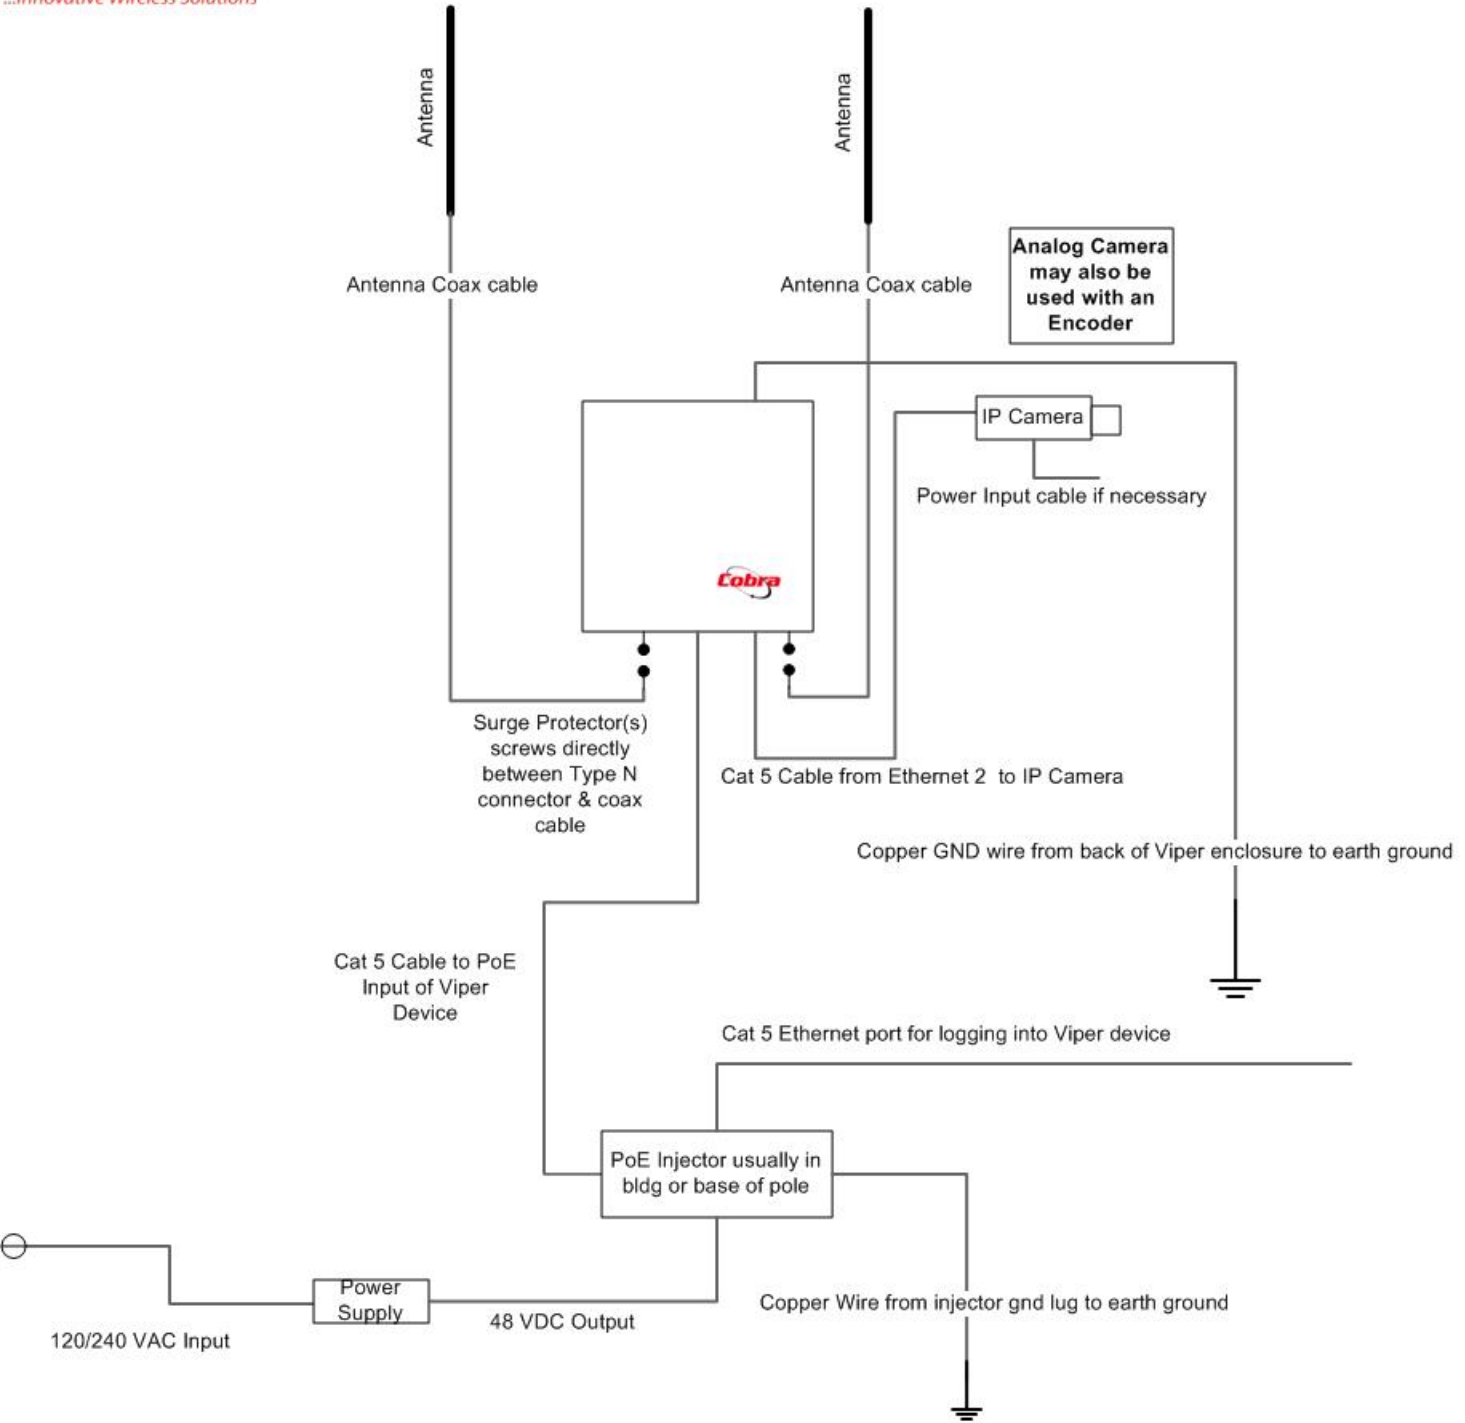 ...Innovative Wireless Solutions
Antenna
Antenna
Antenna Coax cable
Antenna Coax cable
Analog Camera
may also be
used with an
Encoder
IP Camera
Power Input cable if necessary
Cobra
Surge Protector(s)
screws directly
between Type N
connector & coax
cable
Cat 5 Cable from Ethernet 2 to IP Camera
Copper GND wire from back of Viper enclosure to earth ground
Cat 5 Cable to PoE
Input of Viper
Device
Cat 5 Ethernet port for logging into Viper device
PoE Injector usually in
bldg or base of pole
Power
Supply
48 VDC Output
Copper Wire from injector gnd lug to earth ground
120/240 VAC Input